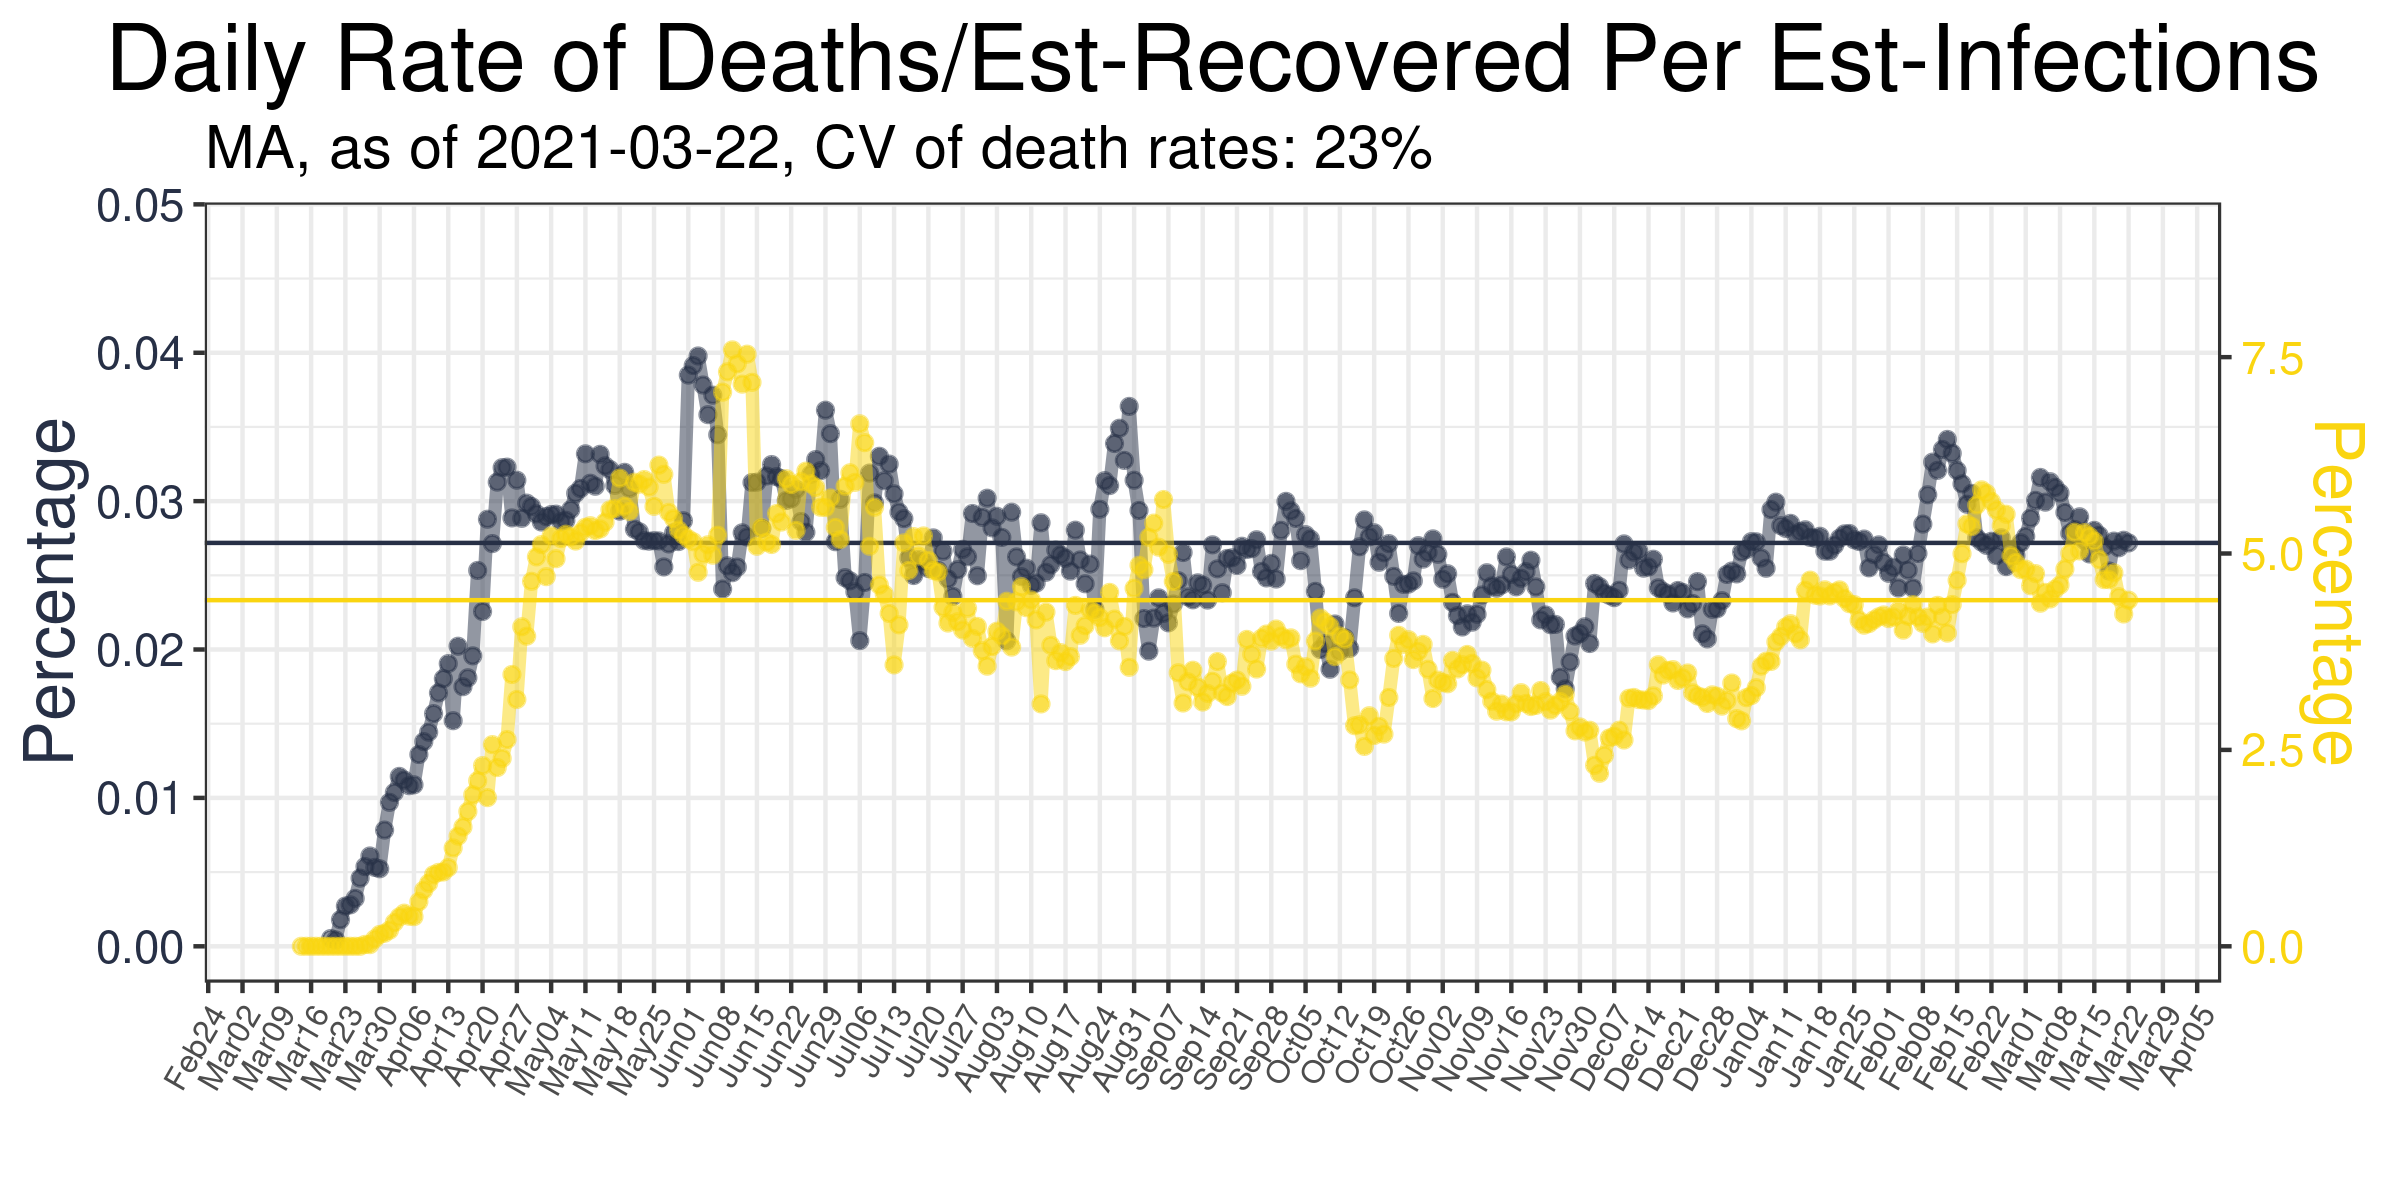 Daily Rate of Deaths/Est-Recovered Per Est-Infections
MA, as of 2021-03-22, CV of death rates: 23%
Percentage
0.05
0.04
0.03
0.02
0.01
0.00
7.5
5.0
2.5
0.0
Percentage
Feb24 Mar02 Mar09 Mar16 Mar23 Mar30 Apr06 Apr13 Apr20 Apr27 May04 May11 May18 May25 Jun01 Jun08 Jun15 Jun22 Jun29 Jul06 Jul13 Jul20 Jul27 Aug03 Aug10 Aug17 Aug24 Aug31 Sep07 Sep14 Sep21 Sep28 Oct05 Oct12 Oct19 Oct26 Nov02 Nov09 Nov16 Nov23 Nov30 Dec07 Dec14 Dec21 Dec28 Jan04 Jan11 Jan18 Jan25 Feb01 Feb08 Feb15 Feb22 Mar01 Mar08 Mar15 Mar22 Mar29 Apr05